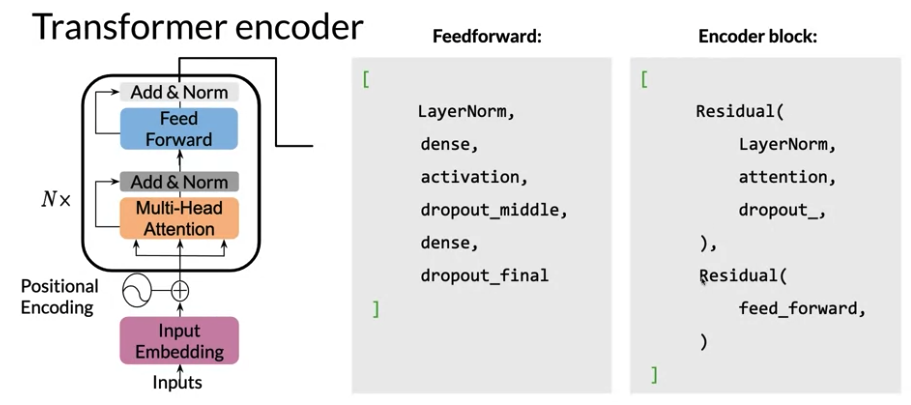 Transformer encoder
Add & Norm
Feed
Forward
Add & Norm
Multi-Head
Attention
N×
Positional
Encoding
Input
Embedding
Inputs
Feedforward:
[
LayerNorm,
dense,
activation,
dropout_middle,
dense,
dropout_final
]
Encoder block:
[
Residual(
LayerNorm,
attention,
dropout_,
),
Residual(
feed_forward,
)
]